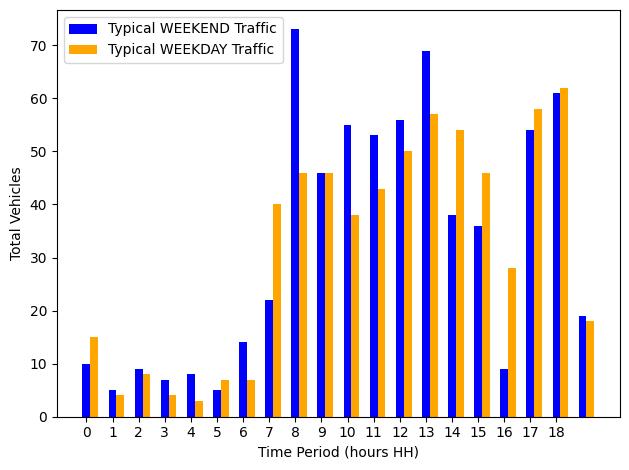 Typical WEEKEND Traffic
Typical WEEKDAY Traffic
70
60
50
40
30
20
10
0
Total Vehicles
0 1 2 3 4 5 6 7 8 9 10 11 12 13 14 15 16 17 18
Time Period (hours HH)